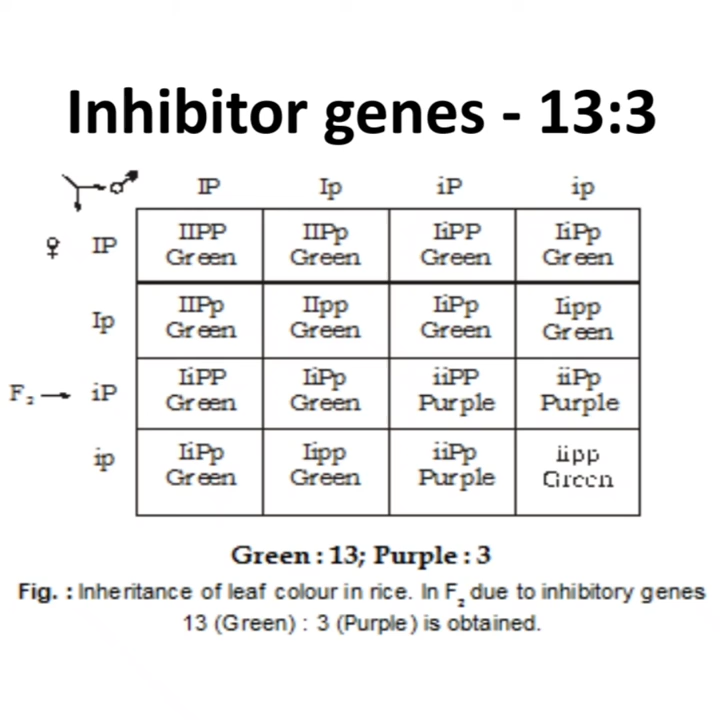 Inhibitor genes - 13:3
IP Ip iP ip
♀ IP IIPP IIPp IiPP IiPp
Green Green Green Green
Ip IIPp IIpp IiPp Iipp
Green Green Green Green
F₂ → iP IiPP IiPp iiPP iiPp
Green Green Purple Purple
ip IiPp Iipp iiPp iipp
Green Green Purple Green
Green : 13; Purple : 3
Fig. : Inheritance of leaf colour in rice. In F₂ due to inhibitory genes
13 (Green) : 3 (Purple) is obtained.